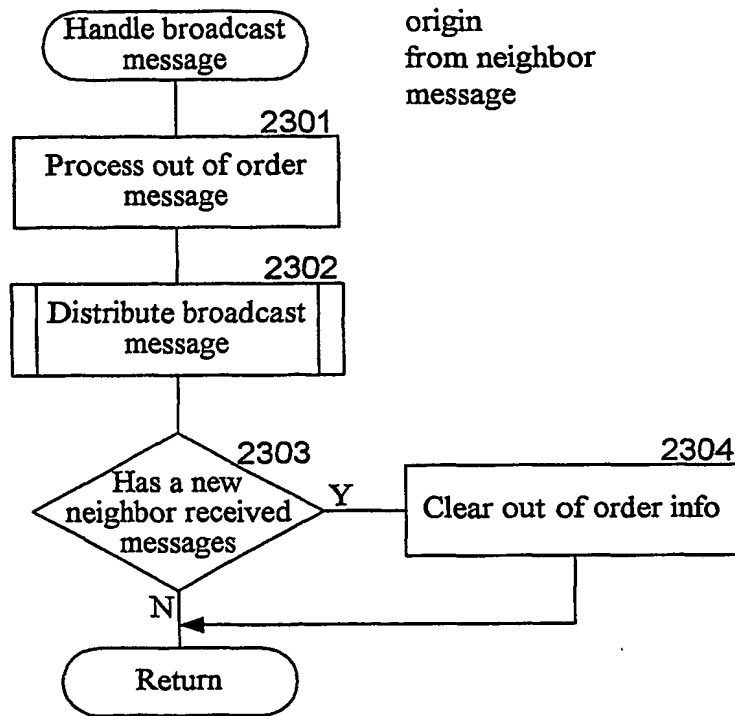 Handle broadcast
message
origin
from neighbor
message
2301
Process out of order
message
2302
Distribute broadcast
message
2303
Has a new
neighbor received
messages
Y
2304
Clear out of order info
N
Return